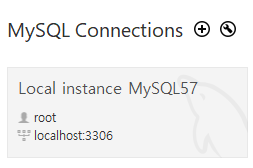 MySQL Connections
Local instance MySQL57
root
localhost:3306